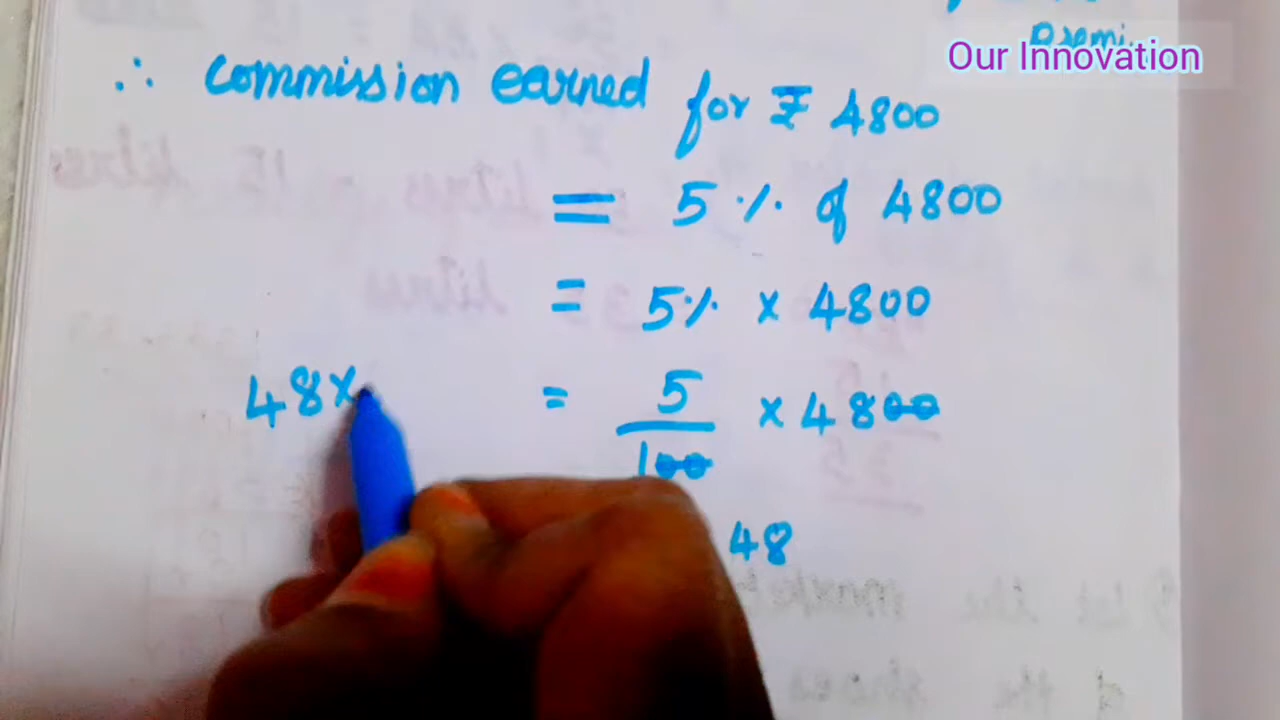 Our Innovation
∴ Commission earned for ₹ 4800
= 5 % of 4800
= 5% × 4800
48× = 5/100 × 4800
48